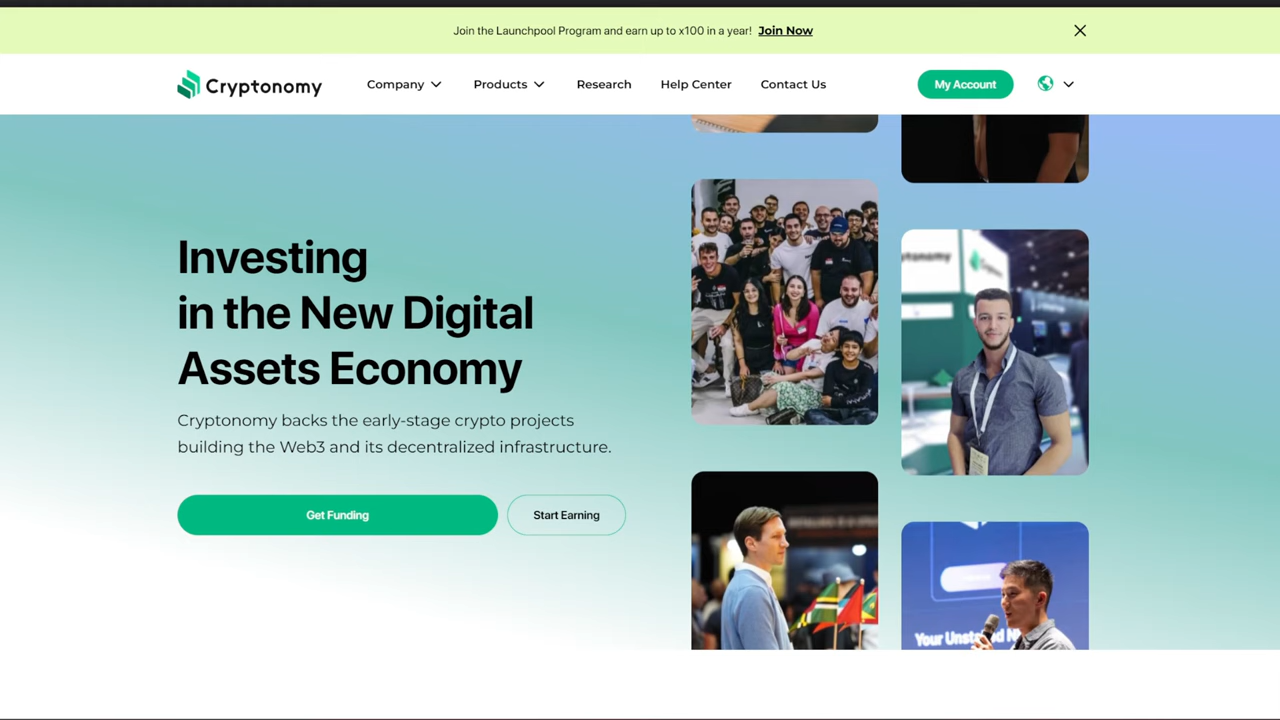 Join the Launchpool Program and earn up to x100 in a year! Join Now
Cryptonomy
Company
Products
Research
Help Center
Contact Us
My Account
Investing
in the New Digital
Assets Economy
Cryptonomy backs the early-stage crypto projects
building the Web3 and its decentralized infrastructure.
Get Funding
Start Earning
Your